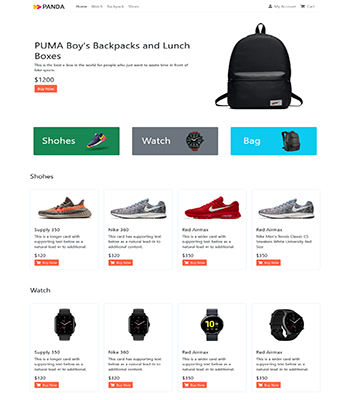 PANDA
Home Watch Backpack Shoes
My Account Cart
PUMA Boy's Backpacks and Lunch
Boxes
This is the best x box in the world for people who just want to waste time in front of
fake sports.
$1200
Buy Now
Shohes
Watch
Bag
Shohes
Supply 350
This is a longer card with
supporting text below as a
natural lead-in to additional.
$120
Buy Now
Nike 360
This card has supporting
text below as a natural
lead-in to additional.
$320
Buy Now
Red Airmax
This is a wider card with
supporting text below as a
natural lead-in to
$350
Buy Now
Red Airmax
Nike Men's Tennis Classic CS
Sneakers White University Red
Size
$350
Buy Now
Watch
Supply 350
This is a longer card with
supporting text below as a
natural lead-in to additional.
$120
Buy Now
Nike 360
This card has supporting
text below as a natural
lead-in to additional.
$320
Buy Now
Red Airmax
This is a wider card with
supporting text below as a
natural lead-in to
$350
Buy Now
Red Airmax
This is a longer card with
supporting text below as a
natural lead-in to additional.
$350
Buy Now